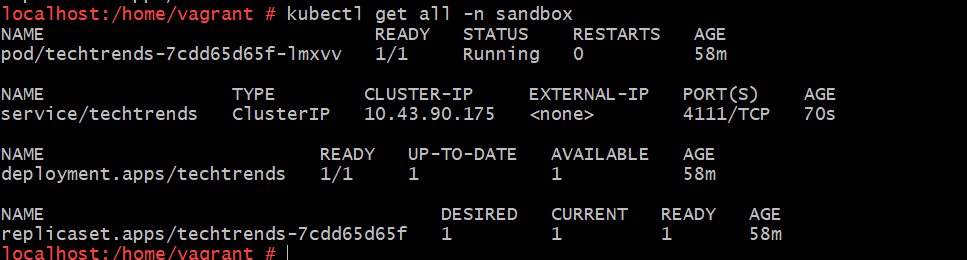 localhost:/home/vagrant # kubectl get all -n sandbox
NAME READY STATUS RESTARTS AGE
pod/techtrends-7cdd65d65f-lmxvv 1/1 Running 0 58m
NAME TYPE CLUSTER-IP EXTERNAL-IP PORT(S) AGE
service/techtrends ClusterIP 10.43.90.175 <none> 4111/TCP 70s
NAME READY UP-TO-DATE AVAILABLE AGE
deployment.apps/techtrends 1/1 1 1 58m
NAME DESIRED CURRENT READY AGE
replicaset.apps/techtrends-7cdd65d65f 1 1 1 58m
localhost:/home/vagrant #